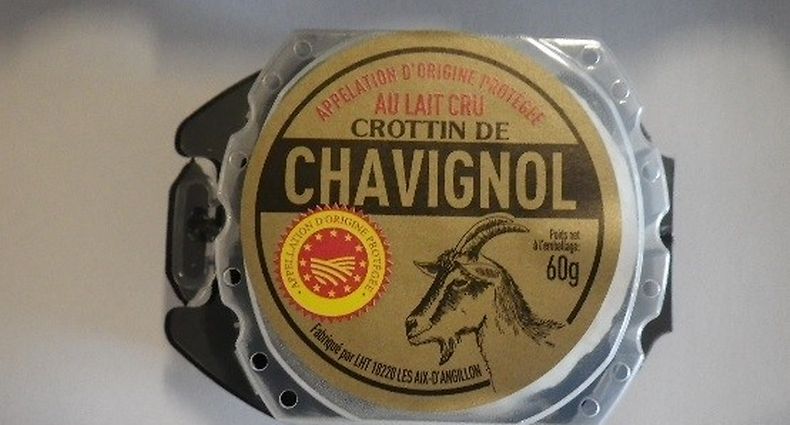 APPELATION D'ORIGINE PROTÉGÉE
AU LAIT CRU
CROTTIN DE
CHAVIGNOL
APPELLATION D'ORIGINE PROTÉGÉE
Poids net
à l'emballage:
60g
Fabriqué par LHT 18220 LES AIX-D'ANGILLON